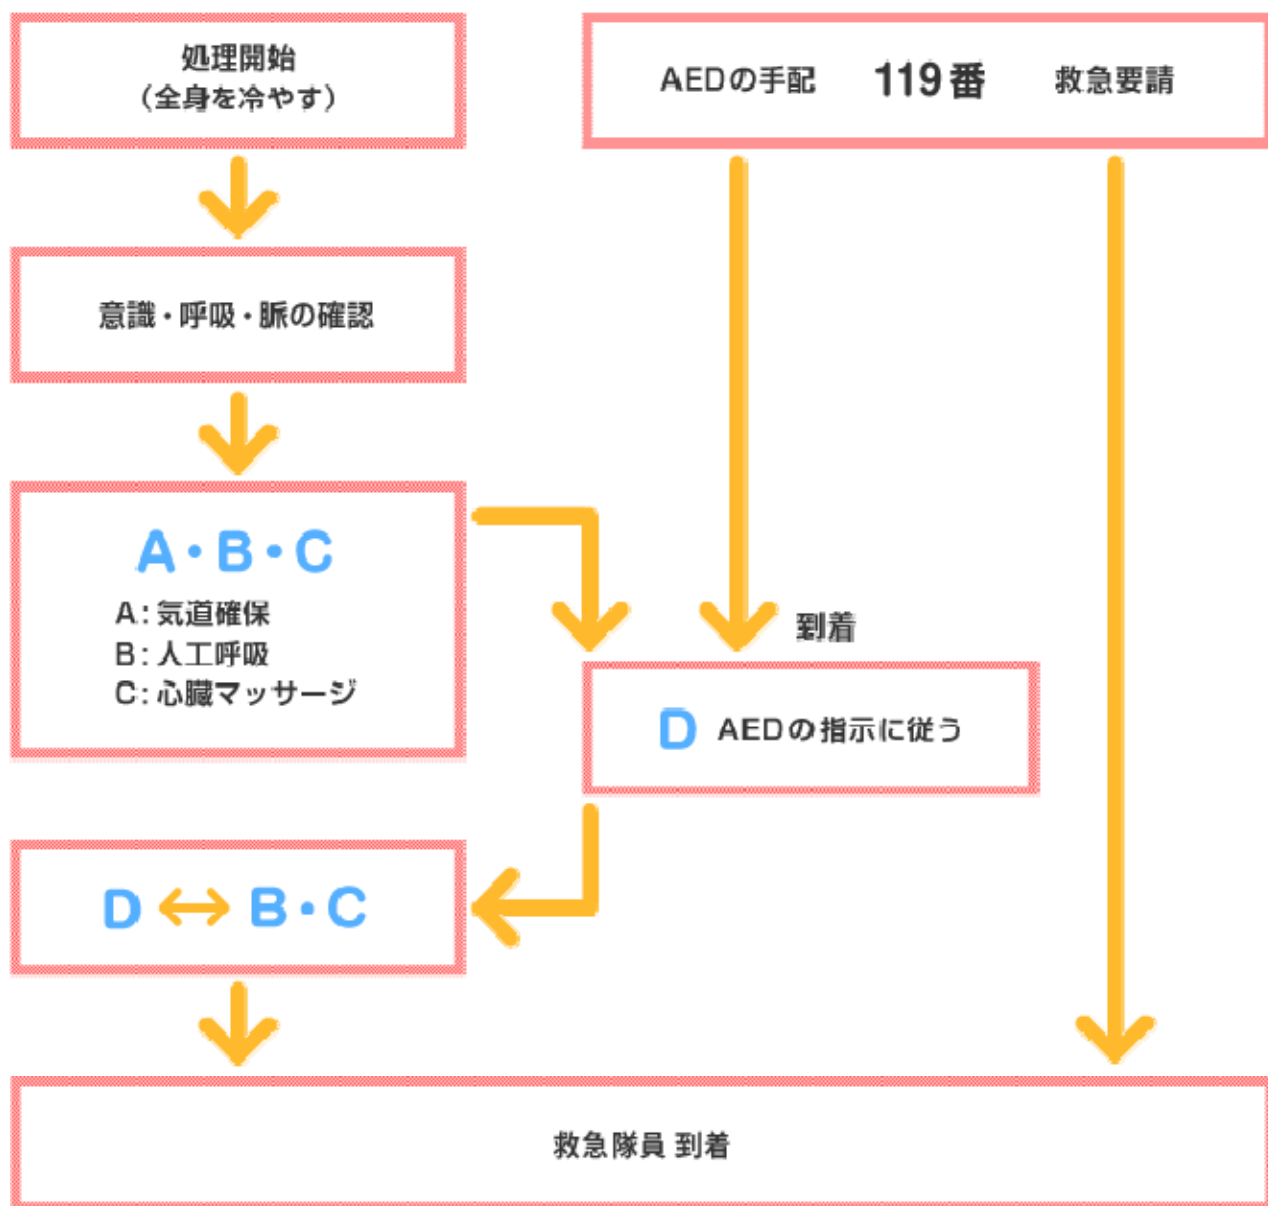 処理開始
（全身を冷やす）
AEDの手配 119番 救急要請
意識・呼吸・脈の確認
A・B・C
A：気道確保
B：人工呼吸
C：心臓マッサージ
到着
D AEDの指示に従う
D ↔ B・C
救急隊員 到着